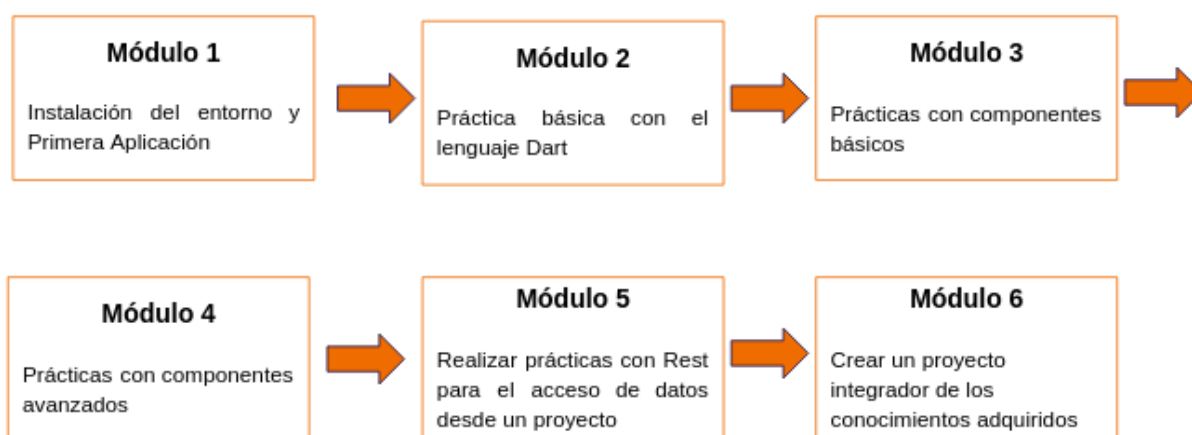 Módulo 1
Instalación del entorno y
Primera Aplicación
Módulo 2
Práctica básica con el
lenguaje Dart
Módulo 3
Prácticas con componentes
básicos
Módulo 4
Prácticas con componentes
avanzados
Módulo 5
Realizar prácticas con Rest
para el acceso de datos
desde un proyecto
Módulo 6
Crear un proyecto
integrador de los
conocimientos adquiridos